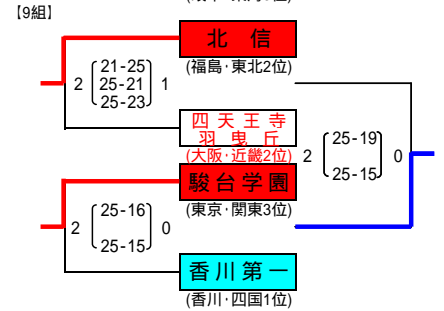 【9組】
北信
(福島・東北2位)
2 21-25 1
25-21
25-23
四天王寺
羽曳丘
(大阪・近畿2位)
2 25-19 0
25-15
駿台学園
(東京・関東3位)
2 25-16 0
25-15
香川第一
(香川・四国1位)